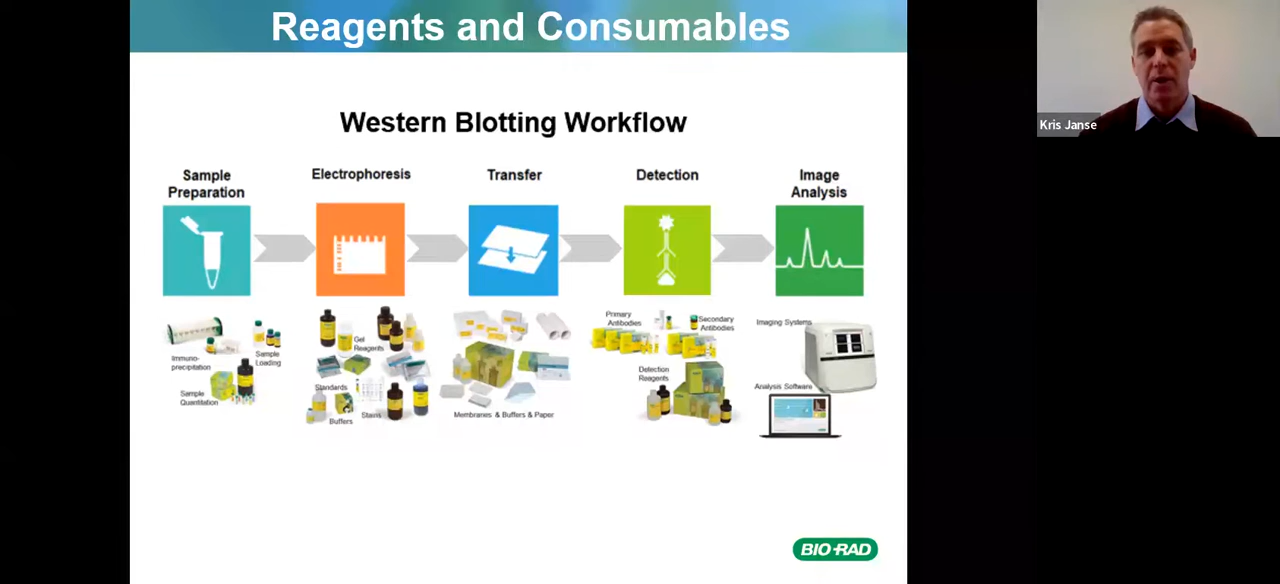 Reagents and Consumables
Kris Janse
Western Blotting Workflow
Sample
Preparation
Electrophoresis
Transfer
Detection
Image
Analysis
Immuno-
precipitation
Sample
Loading
Sample
Quantitation
Gel
Reagents
Standards
Buffers
Stains
Membranes & Buffers & Paper
Primary
Antibodies
Secondary
Antibodies
Detection
Reagents
Imaging Systems
Analysis Software
BIO-RAD